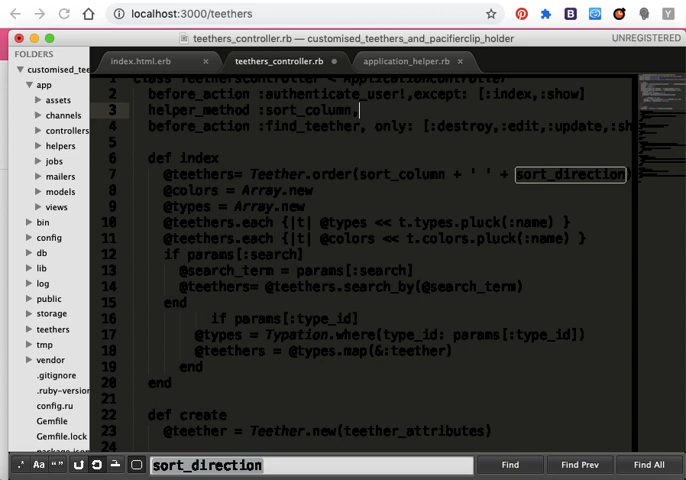 localhost:3000/teethers
teethers_controller.rb — customised_teethers_and_pacifierclip_holder
UNREGISTERED
FOLDERS
customised_tee
app
assets
channels
controllers
helpers
jobs
mailers
models
views
bin
config
db
lib
log
public
storage
teethers
tmp
vendor
.gitignore
.ruby-version
config.ru
Gemfile
Gemfile.lock
index.html.erb × teethers_controller.rb application_helper.rb ×
1 class TeethersController < ApplicationController
2 before_action :authenticate_user!,except: [:index,:show]
3 helper_method :sort_column,
4 before_action :find_teether, only: [:destroy,:edit,:update,:sh
5
6 def index
7 @teethers= Teether.order(sort_column + ' ' + sort_direction)
8 @colors = Array.new
9 @types = Array.new
10 @teethers.each {|t| @types << t.types.pluck(:name) }
11 @teethers.each {|t| @colors << t.colors.pluck(:name) }
12 if params[:search]
13 @search_term = params[:search]
14 @teethers= @teethers.search_by(@search_term)
15 end
16 if params[:type_id]
17 @types = Typation.where(type_id: params[:type_id])
18 @teethers = @types.map(&:teether)
19 end
20 end
21
22 def create
23 @teether = Teether.new(teether_attributes)
24
.* Aa “ ” sort_direction Find Find Prev Find All